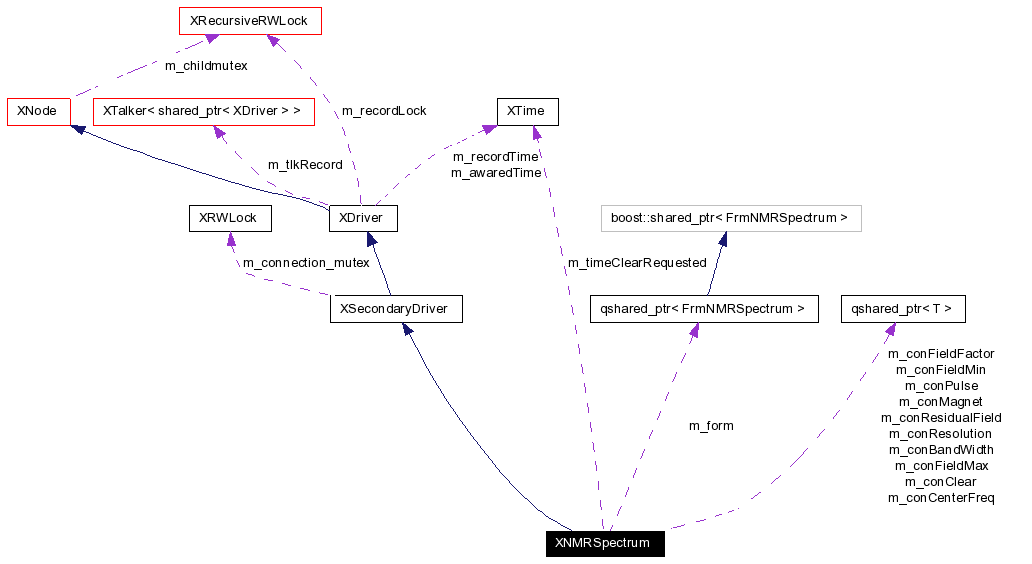 XRecursiveRWLock
m_childmutex
XNode
XTalker< shared_ptr< XDriver > >
m_recordLock
XTime
m_tlkRecord
m_recordTime
m_awaredTime
XRWLock
XDriver
boost::shared_ptr< FrmNMRSpectrum >
m_connection_mutex
m_timeClearRequested
XSecondaryDriver
qshared_ptr< FrmNMRSpectrum >
qshared_ptr< T >
m_form
m_conFieldFactor
m_conFieldMin
m_conPulse
m_conMagnet
m_conResidualField
m_conResolution
m_conBandWidth
m_conFieldMax
m_conClear
m_conCenterFreq
XNMRSpectrum